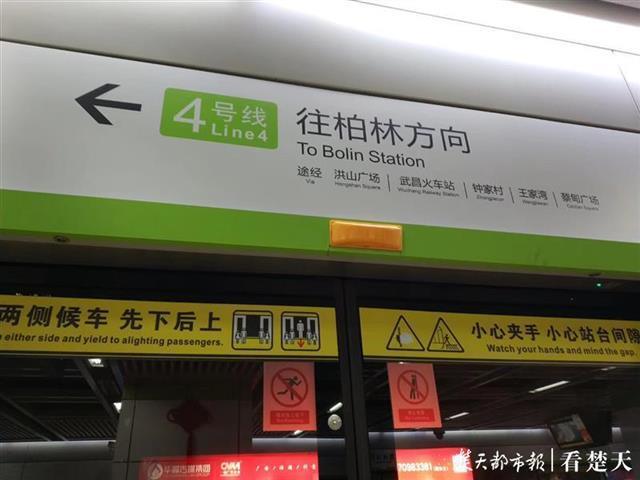 4号线
Line4
往柏林方向
To Bolin Station
途经 洪山广场 武昌火车站 钟家村 王家湾 蔡甸广场
Via Hongshan Square Wuchang Railway Station Zhongjiacun Wangjiawan Caidian Square
两侧候车 先下后上
either side and yield to alighting passengers.
小心夹手 小心站台间隙
Watch your hands and mind the gap.
CVMA
70983361
楚天都市报 看楚天